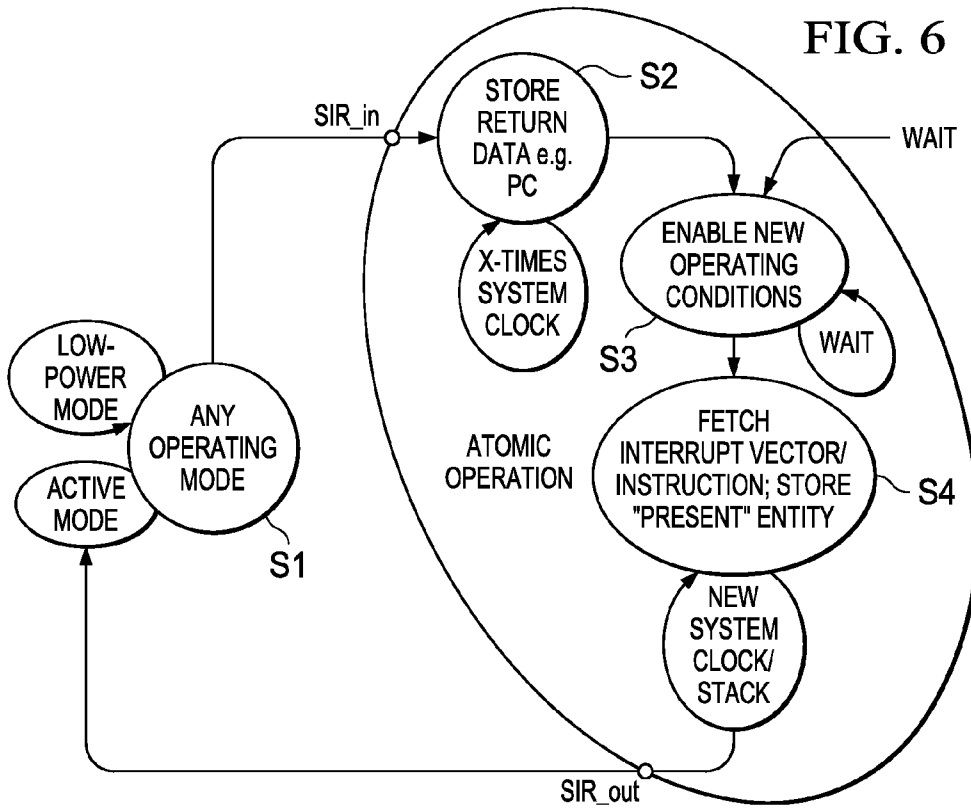 FIG. 6
S2
STORE
RETURN
DATA e.g.
PC
SIR_in
WAIT
X-TIMES
SYSTEM
CLOCK
ENABLE NEW
OPERATING
CONDITIONS
S3
WAIT
LOW-
POWER
MODE
ANY
OPERATING
MODE
ACTIVE
MODE
S1
ATOMIC
OPERATION
FETCH
INTERRUPT VECTOR/
INSTRUCTION; STORE
"PRESENT" ENTITY
S4
NEW
SYSTEM
CLOCK/
STACK
SIR_out